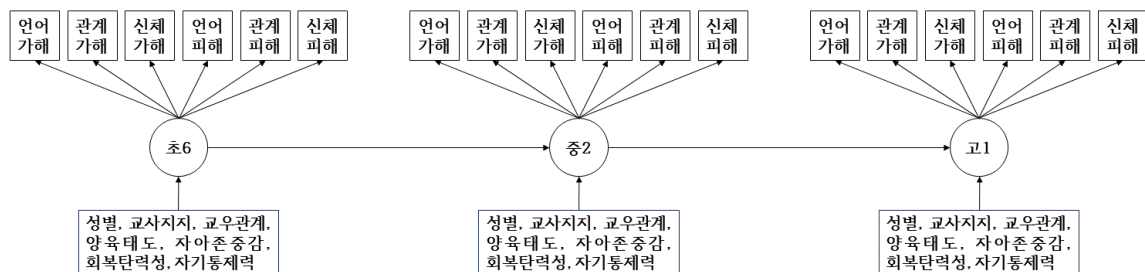 언어 가해
관계 가해
신체 가해
언어 피해
관계 피해
신체 피해
언어 가해
관계 가해
신체 가해
언어 피해
관계 피해
신체 피해
언어 가해
관계 가해
신체 가해
언어 피해
관계 피해
신체 피해
초6
중2
고1
성별, 교사지지, 교우관계,
양육태도, 자아존중감,
회복탄력성, 자기통제력
성별, 교사지지, 교우관계,
양육태도, 자아존중감,
회복탄력성, 자기통제력
성별, 교사지지, 교우관계,
양육태도, 자아존중감,
회복탄력성, 자기통제력